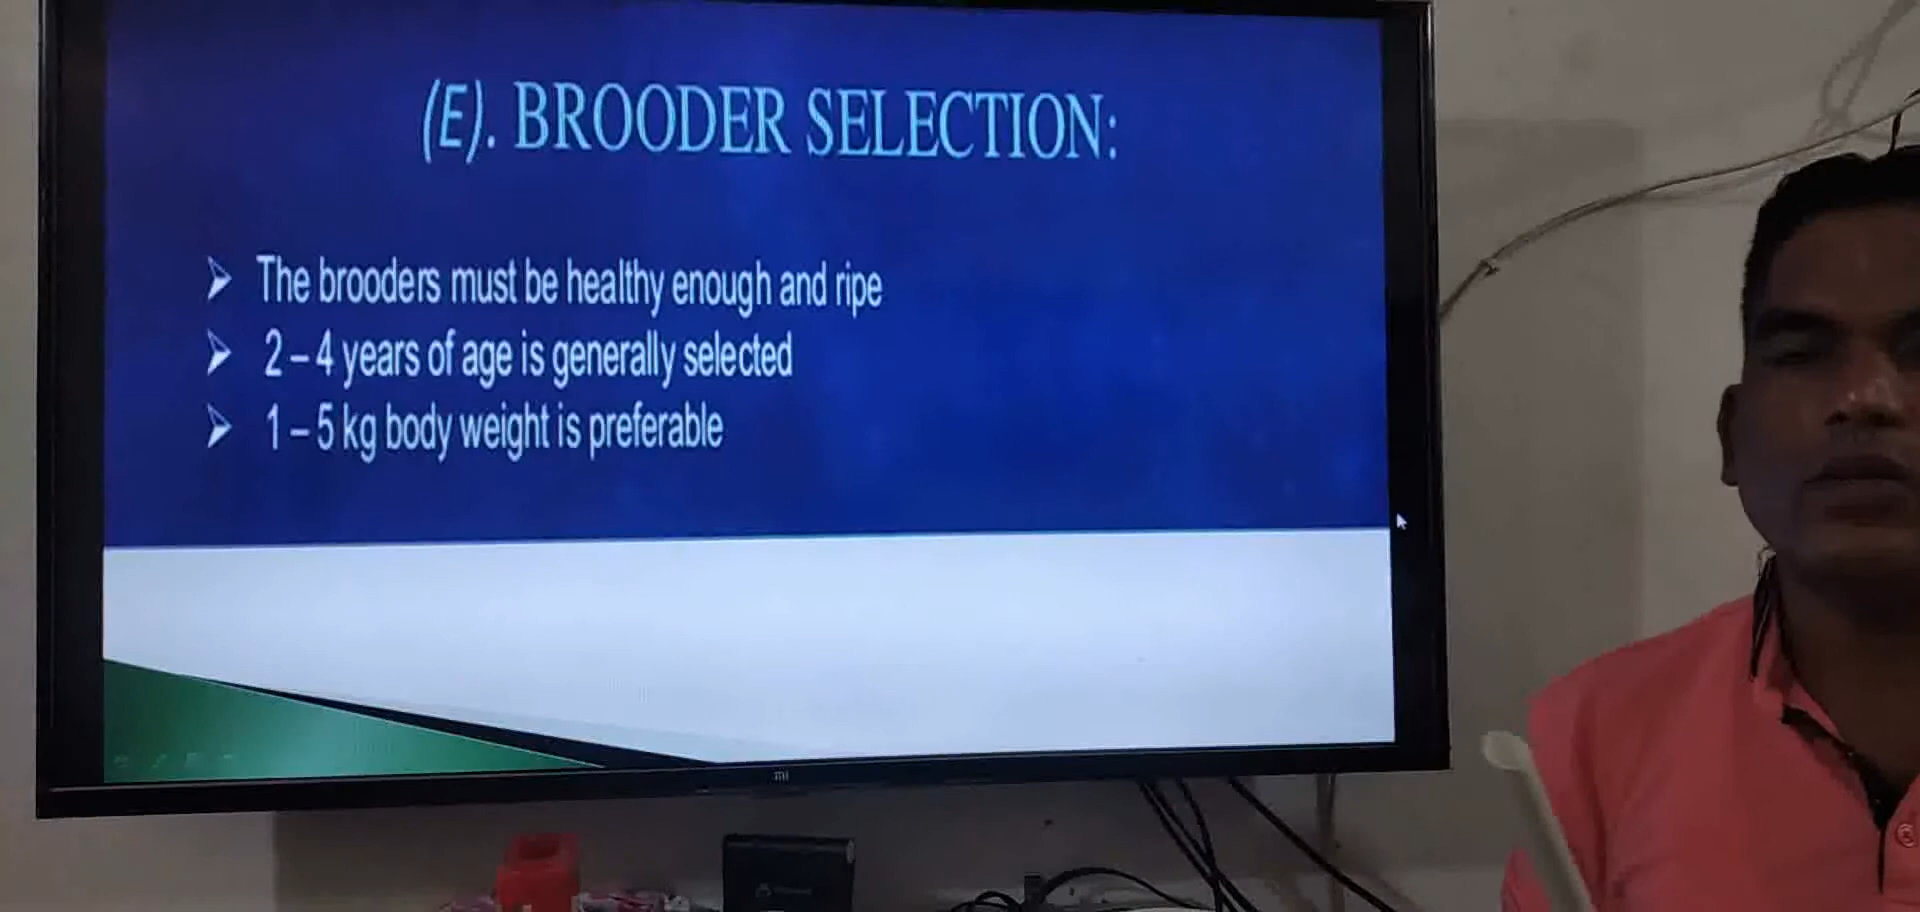 (E). BROODER SELECTION:
The brooders must be healthy enough and ripe
2 – 4 years of age is generally selected
1 – 5 kg body weight is preferable
mi